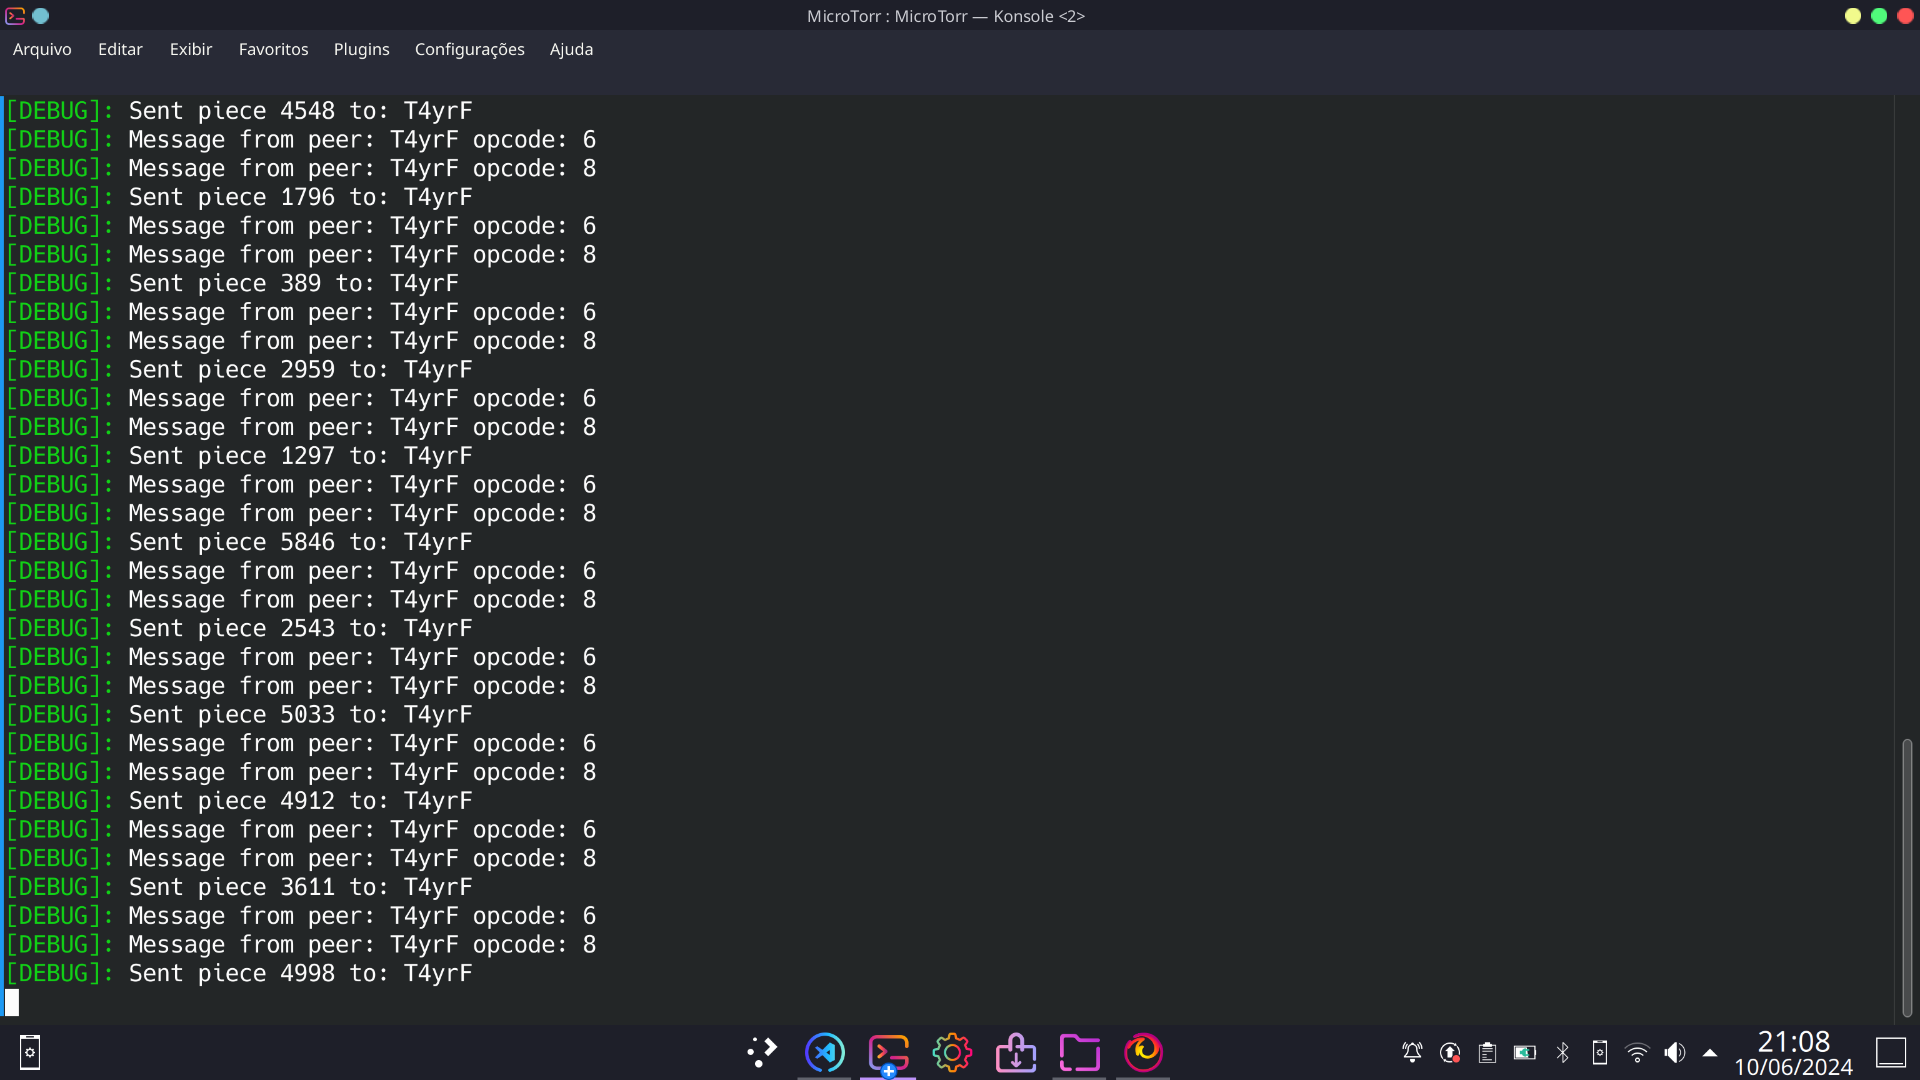 MicroTorr : MicroTorr — Konsole <2>
Arquivo Editar Exibir Favoritos Plugins Configurações Ajuda
[DEBUG]: Sent piece 4548 to: T4yrF
[DEBUG]: Message from peer: T4yrF opcode: 6
[DEBUG]: Message from peer: T4yrF opcode: 8
[DEBUG]: Sent piece 1796 to: T4yrF
[DEBUG]: Message from peer: T4yrF opcode: 6
[DEBUG]: Message from peer: T4yrF opcode: 8
[DEBUG]: Sent piece 389 to: T4yrF
[DEBUG]: Message from peer: T4yrF opcode: 6
[DEBUG]: Message from peer: T4yrF opcode: 8
[DEBUG]: Sent piece 2959 to: T4yrF
[DEBUG]: Message from peer: T4yrF opcode: 6
[DEBUG]: Message from peer: T4yrF opcode: 8
[DEBUG]: Sent piece 1297 to: T4yrF
[DEBUG]: Message from peer: T4yrF opcode: 6
[DEBUG]: Message from peer: T4yrF opcode: 8
[DEBUG]: Sent piece 5846 to: T4yrF
[DEBUG]: Message from peer: T4yrF opcode: 6
[DEBUG]: Message from peer: T4yrF opcode: 8
[DEBUG]: Sent piece 2543 to: T4yrF
[DEBUG]: Message from peer: T4yrF opcode: 6
[DEBUG]: Message from peer: T4yrF opcode: 8
[DEBUG]: Sent piece 5033 to: T4yrF
[DEBUG]: Message from peer: T4yrF opcode: 6
[DEBUG]: Message from peer: T4yrF opcode: 8
[DEBUG]: Sent piece 4912 to: T4yrF
[DEBUG]: Message from peer: T4yrF opcode: 6
[DEBUG]: Message from peer: T4yrF opcode: 8
[DEBUG]: Sent piece 3611 to: T4yrF
[DEBUG]: Message from peer: T4yrF opcode: 6
[DEBUG]: Message from peer: T4yrF opcode: 8
[DEBUG]: Sent piece 4998 to: T4yrF
21:08
10/06/2024